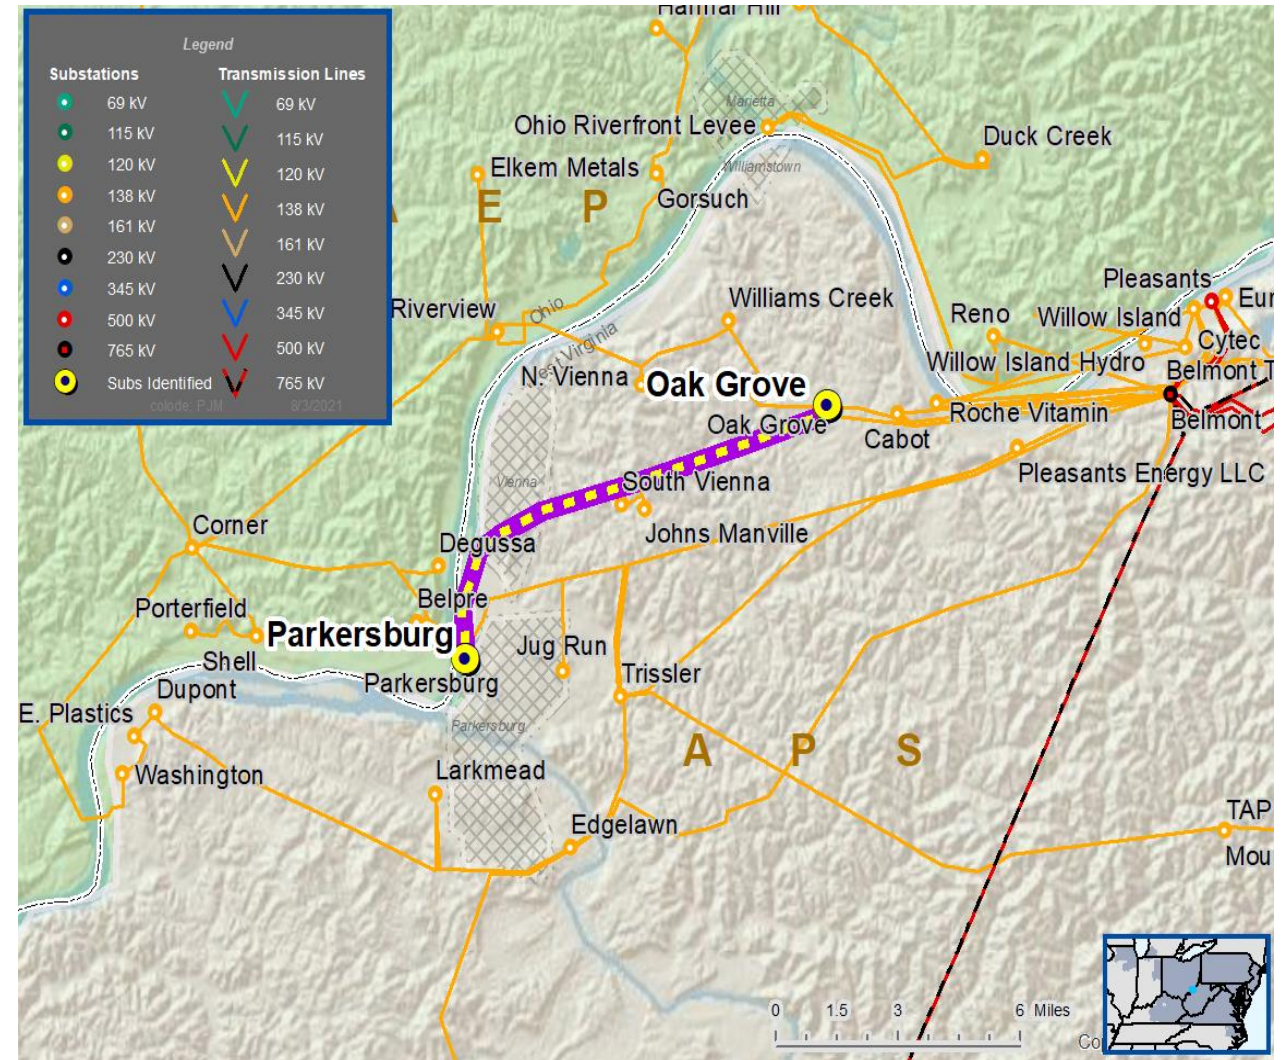 Legend
Substations
Transmission Lines
69 kV
69 kV
115 kV
115 kV
120 kV
120 kV
138 kV
138 kV
161 kV
161 kV
230 kV
230 kV
345 kV
345 kV
500 kV
500 kV
765 kV
765 kV
Subs Identified
8/3/2021
Marietta
Ohio Riverfront Levee
Duck Creek
Elkem Metals
Williamstown
Gorsuch
E P
Pleasants
Williams Creek
Riverview
Ohio
Reno
Willow Island
Cytec
West Virginia
Willow Island Hydro
N. Vienna
Oak Grove
Belmont T
Oak Grove
Roche Vitamin
Cabot
Belmont
Pleasants Energy LLC
South Vienna
Vienna
Johns Manville
Corner
Degussa
Belpre
Porterfield
Parkersburg
Jug Run
Shell
Trissler
Parkersburg
Dupont
E. Plastics
Parkersburg
A P S
Washington
Larkmead
Edgelawn
TAP
Mou
0 1.5 3 6 Miles